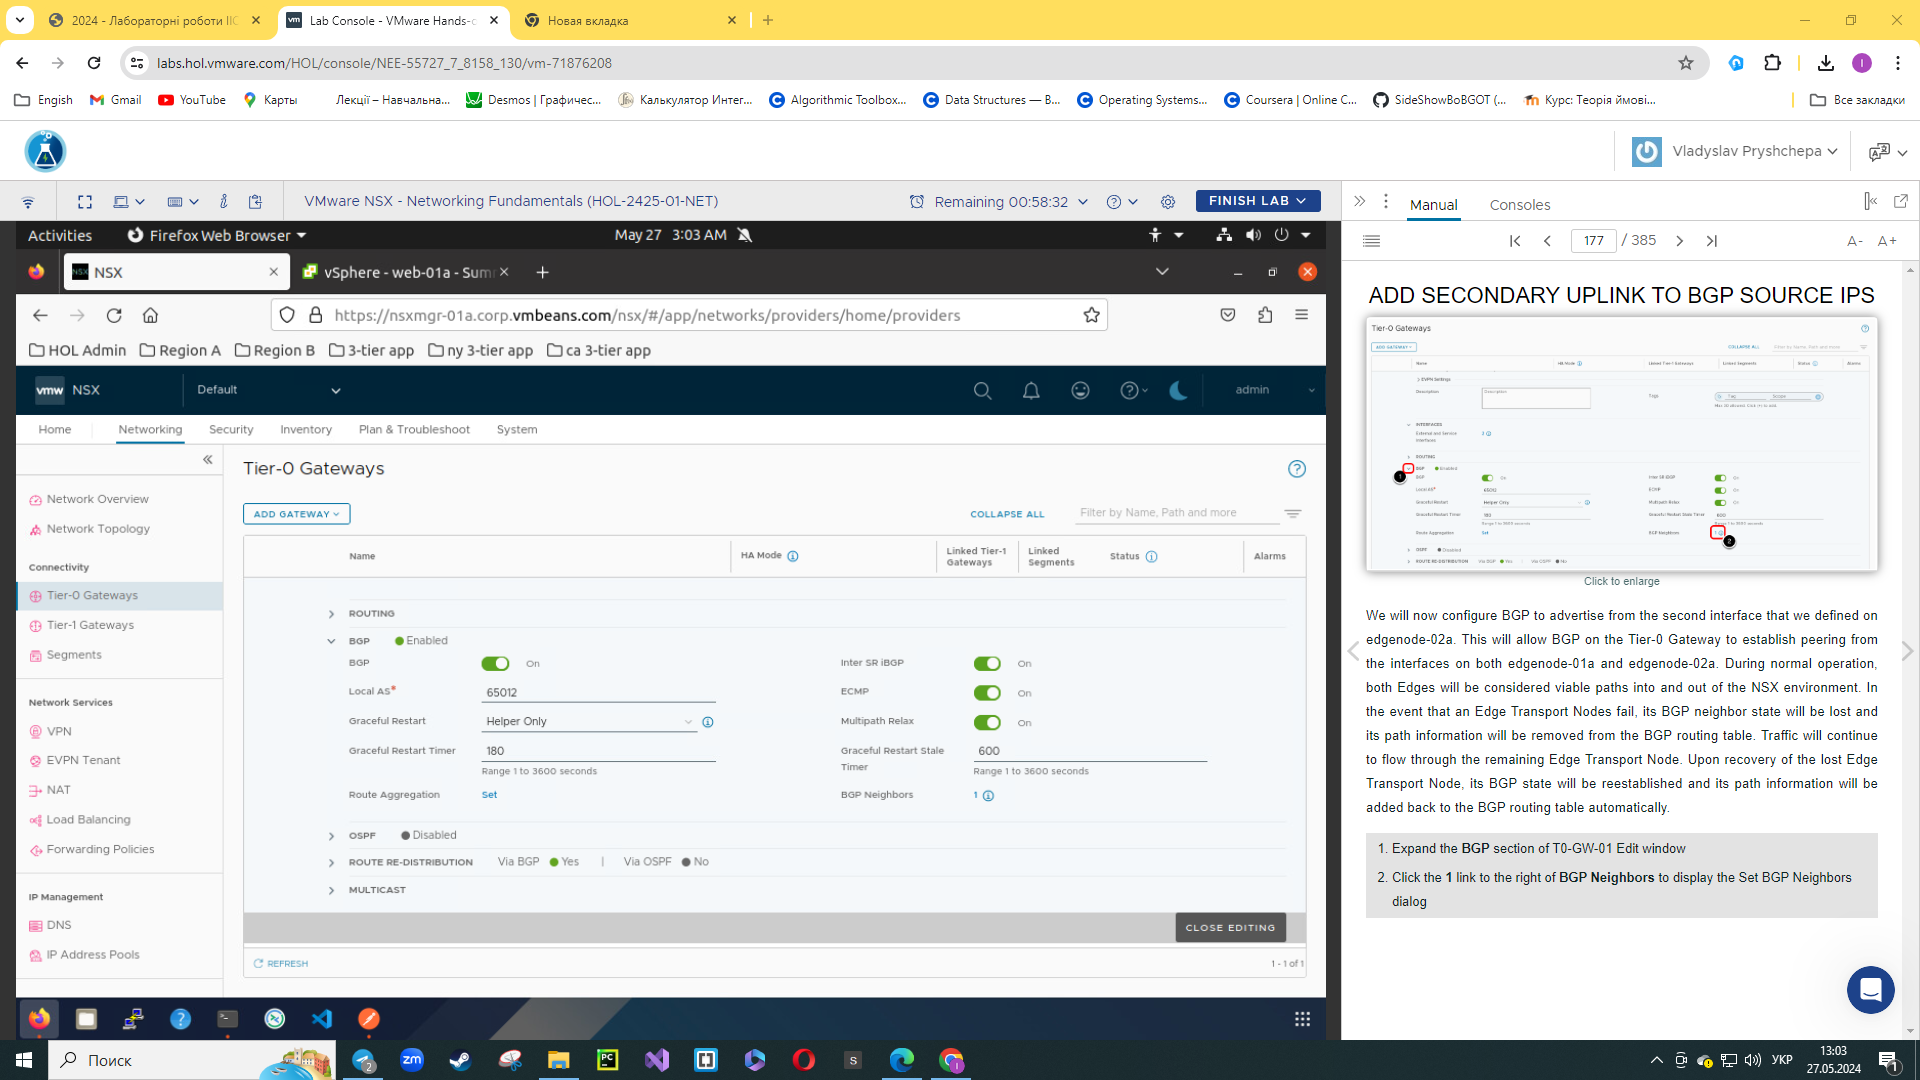 2024 - Лабораторні роботи ІІС
Lab Console - VMware Hands-o
Новая вкладка
labs.hol.vmware.com/HOL/console/NEE-55727_7_8158_130/vm-71876208
Engish
Gmail
YouTube
Карты
Лекції – Навчальна...
Desmos | Графичес...
Калькулятор Интег...
Algorithmic Toolbox...
Data Structures — В...
Operating Systems...
Coursera | Online C...
SideShowBoBGOT (...
Курс: Теорія ймові...
Все закладки
Vladyslav Pryshchepa
VMware NSX - Networking Fundamentals (HOL-2425-01-NET)
Remaining 00:58:32
FINISH LAB
Manual
Consoles
Activities
Firefox Web Browser
May 27 3:03 AM
177 / 385
A- A+
NSX
vSphere - web-01a - Sum
https://nsxmgr-01a.corp.vmbeans.com/nsx/#/app/networks/providers/home/providers
HOL Admin
Region A
Region B
3-tier app
ny 3-tier app
ca 3-tier app
vmw NSX
Default
admin
Home
Networking
Security
Inventory
Plan & Troubleshoot
System
Network Overview
Network Topology
Connectivity
Tier-0 Gateways
Tier-1 Gateways
Segments
Network Services
VPN
EVPN Tenant
NAT
Load Balancing
Forwarding Policies
IP Management
DNS
IP Address Pools
Tier-0 Gateways
ADD GATEWAY
COLLAPSE ALL
Filter by Name, Path and more
Name
HA Mode
Linked Tier-1 Gateways
Linked Segments
Status
Alarms
ROUTING
BGP Enabled
BGP On
Inter SR iBGP On
Local AS* 65012
ECMP On
Graceful Restart Helper Only
Multipath Relax On
Graceful Restart Timer 180
Range 1 to 3600 seconds
Graceful Restart Stale Timer 600
Range 1 to 3600 seconds
Route Aggregation Set
BGP Neighbors 1
OSPF Disabled
ROUTE RE-DISTRIBUTION Via BGP Yes | Via OSPF No
MULTICAST
CLOSE EDITING
REFRESH
1 - 1 of 1
ADD SECONDARY UPLINK TO BGP SOURCE IPS
Tier-0 Gateways
Click to enlarge
We will now configure BGP to advertise from the second interface that we defined on
edgenode-02a. This will allow BGP on the Tier-0 Gateway to establish peering from
the interfaces on both edgenode-01a and edgenode-02a. During normal operation,
both Edges will be considered viable paths into and out of the NSX environment. In
the event that an Edge Transport Nodes fail, its BGP neighbor state will be lost and
its path information will be removed from the BGP routing table. Traffic will continue
to flow through the remaining Edge Transport Node. Upon recovery of the lost Edge
Transport Node, its BGP state will be reestablished and its path information will be
added back to the BGP routing table automatically.
1. Expand the BGP section of T0-GW-01 Edit window
2. Click the 1 link to the right of BGP Neighbors to display the Set BGP Neighbors
dialog
Поиск
УКР
13:03
27.05.2024